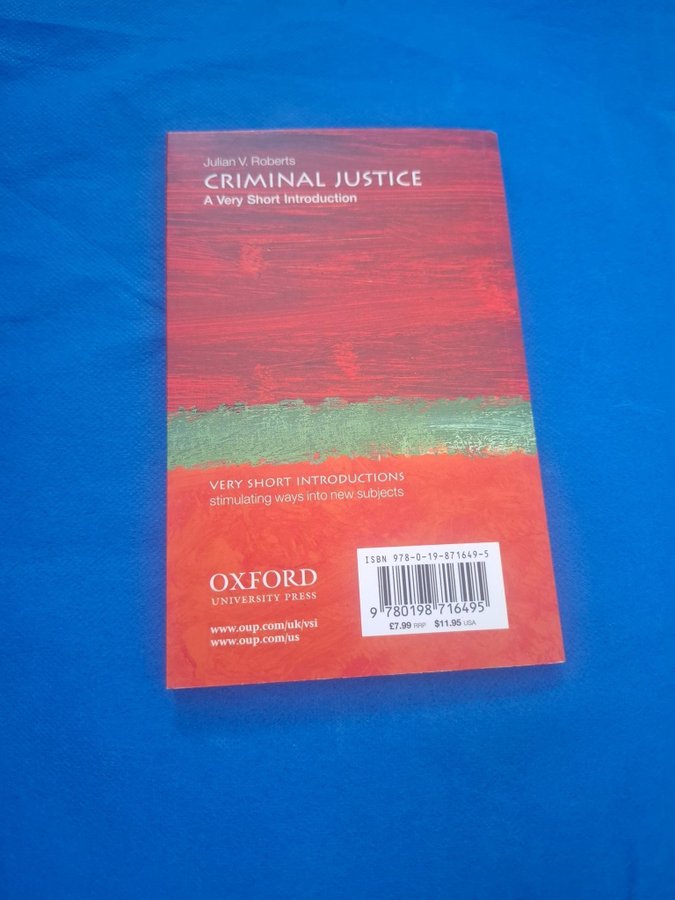 Julian V. Roberts
CRIMINAL JUSTICE
A Very Short Introduction
VERY SHORT INTRODUCTIONS
stimulating ways into new subjects
OXFORD
UNIVERSITY PRESS
www.oup.com/uk/vsi
www.oup.com/us
ISBN 978-0-19-871649-5
9 780198 716495
£7.99 RRP $11.95 USA